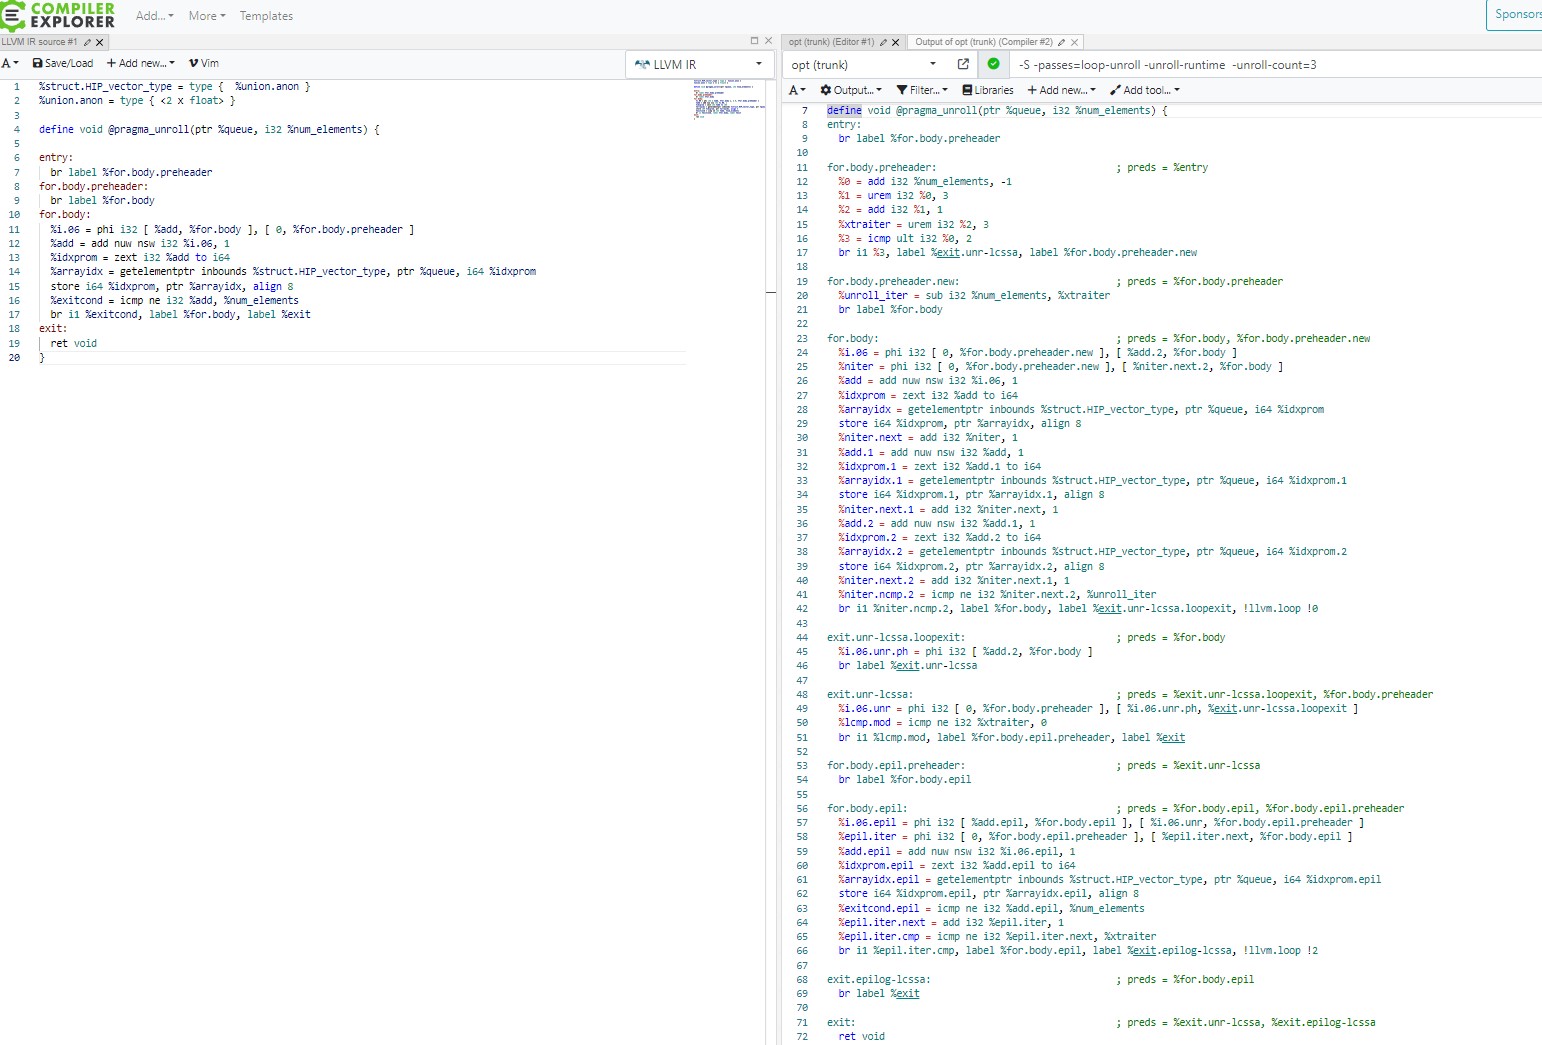 COMPILER
EXPLORER
Add...
More
Templates
Sponsors
LLVM IR source #1
A
Save/Load
+ Add new...
Vim
LLVM IR
1 %struct.HIP_vector_type = type { %union.anon }
2 %union.anon = type { <2 x float> }
3
4 define void @pragma_unroll(ptr %queue, i32 %num_elements) {
5
6 entry:
7 br label %for.body.preheader
8 for.body.preheader:
9 br label %for.body
10 for.body:
11 %i.06 = phi i32 [ %add, %for.body ], [ 0, %for.body.preheader ]
12 %add = add nuw nsw i32 %i.06, 1
13 %idxprom = zext i32 %add to i64
14 %arrayidx = getelementptr inbounds %struct.HIP_vector_type, ptr %queue, i64 %idxprom
15 store i64 %idxprom, ptr %arrayidx, align 8
16 %exitcond = icmp ne i32 %add, %num_elements
17 br i1 %exitcond, label %for.body, label %exit
18 exit:
19 ret void
20 }
opt (trunk) (Editor #1)
Output of opt (trunk) (Compiler #2)
opt (trunk)
-S -passes=loop-unroll -unroll-runtime -unroll-count=3
A
Output...
Filter...
Libraries
+ Add new...
Add tool...
7 define void @pragma_unroll(ptr %queue, i32 %num_elements) {
8 entry:
9 br label %for.body.preheader
10
11 for.body.preheader: ; preds = %entry
12 %0 = add i32 %num_elements, -1
13 %1 = urem i32 %0, 3
14 %2 = add i32 %1, 1
15 %xtraiter = urem i32 %2, 3
16 %3 = icmp ult i32 %0, 2
17 br i1 %3, label %exit.unr-lcssa, label %for.body.preheader.new
18
19 for.body.preheader.new: ; preds = %for.body.preheader
20 %unroll_iter = sub i32 %num_elements, %xtraiter
21 br label %for.body
22
23 for.body: ; preds = %for.body, %for.body.preheader.new
24 %i.06 = phi i32 [ 0, %for.body.preheader.new ], [ %add.2, %for.body ]
25 %niter = phi i32 [ 0, %for.body.preheader.new ], [ %niter.next.2, %for.body ]
26 %add = add nuw nsw i32 %i.06, 1
27 %idxprom = zext i32 %add to i64
28 %arrayidx = getelementptr inbounds %struct.HIP_vector_type, ptr %queue, i64 %idxprom
29 store i64 %idxprom, ptr %arrayidx, align 8
30 %niter.next = add i32 %niter, 1
31 %add.1 = add nuw nsw i32 %add, 1
32 %idxprom.1 = zext i32 %add.1 to i64
33 %arrayidx.1 = getelementptr inbounds %struct.HIP_vector_type, ptr %queue, i64 %idxprom.1
34 store i64 %idxprom.1, ptr %arrayidx.1, align 8
35 %niter.next.1 = add i32 %niter.next, 1
36 %add.2 = add nuw nsw i32 %add.1, 1
37 %idxprom.2 = zext i32 %add.2 to i64
38 %arrayidx.2 = getelementptr inbounds %struct.HIP_vector_type, ptr %queue, i64 %idxprom.2
39 store i64 %idxprom.2, ptr %arrayidx.2, align 8
40 %niter.next.2 = add i32 %niter.next.1, 1
41 %niter.ncmp.2 = icmp ne i32 %niter.next.2, %unroll_iter
42 br i1 %niter.ncmp.2, label %for.body, label %exit.unr-lcssa.loopexit, !llvm.loop !0
43
44 exit.unr-lcssa.loopexit: ; preds = %for.body
45 %i.06.unr.ph = phi i32 [ %add.2, %for.body ]
46 br label %exit.unr-lcssa
47
48 exit.unr-lcssa: ; preds = %exit.unr-lcssa.loopexit, %for.body.preheader
49 %i.06.unr = phi i32 [ 0, %for.body.preheader ], [ %i.06.unr.ph, %exit.unr-lcssa.loopexit ]
50 %lcmp.mod = icmp ne i32 %xtraiter, 0
51 br i1 %lcmp.mod, label %for.body.epil.preheader, label %exit
52
53 for.body.epil.preheader: ; preds = %exit.unr-lcssa
54 br label %for.body.epil
55
56 for.body.epil: ; preds = %for.body.epil, %for.body.epil.preheader
57 %i.06.epil = phi i32 [ %add.epil, %for.body.epil ], [ %i.06.unr, %for.body.epil.preheader ]
58 %epil.iter = phi i32 [ 0, %for.body.epil.preheader ], [ %epil.iter.next, %for.body.epil ]
59 %add.epil = add nuw nsw i32 %i.06.epil, 1
60 %idxprom.epil = zext i32 %add.epil to i64
61 %arrayidx.epil = getelementptr inbounds %struct.HIP_vector_type, ptr %queue, i64 %idxprom.epil
62 store i64 %idxprom.epil, ptr %arrayidx.epil, align 8
63 %exitcond.epil = icmp ne i32 %add.epil, %num_elements
64 %epil.iter.next = add i32 %epil.iter, 1
65 %epil.iter.cmp = icmp ne i32 %epil.iter.next, %xtraiter
66 br i1 %epil.iter.cmp, label %for.body.epil, label %exit.epilog-lcssa, !llvm.loop !2
67
68 exit.epilog-lcssa: ; preds = %for.body.epil
69 br label %exit
70
71 exit: ; preds = %exit.unr-lcssa, %exit.epilog-lcssa
72 ret void